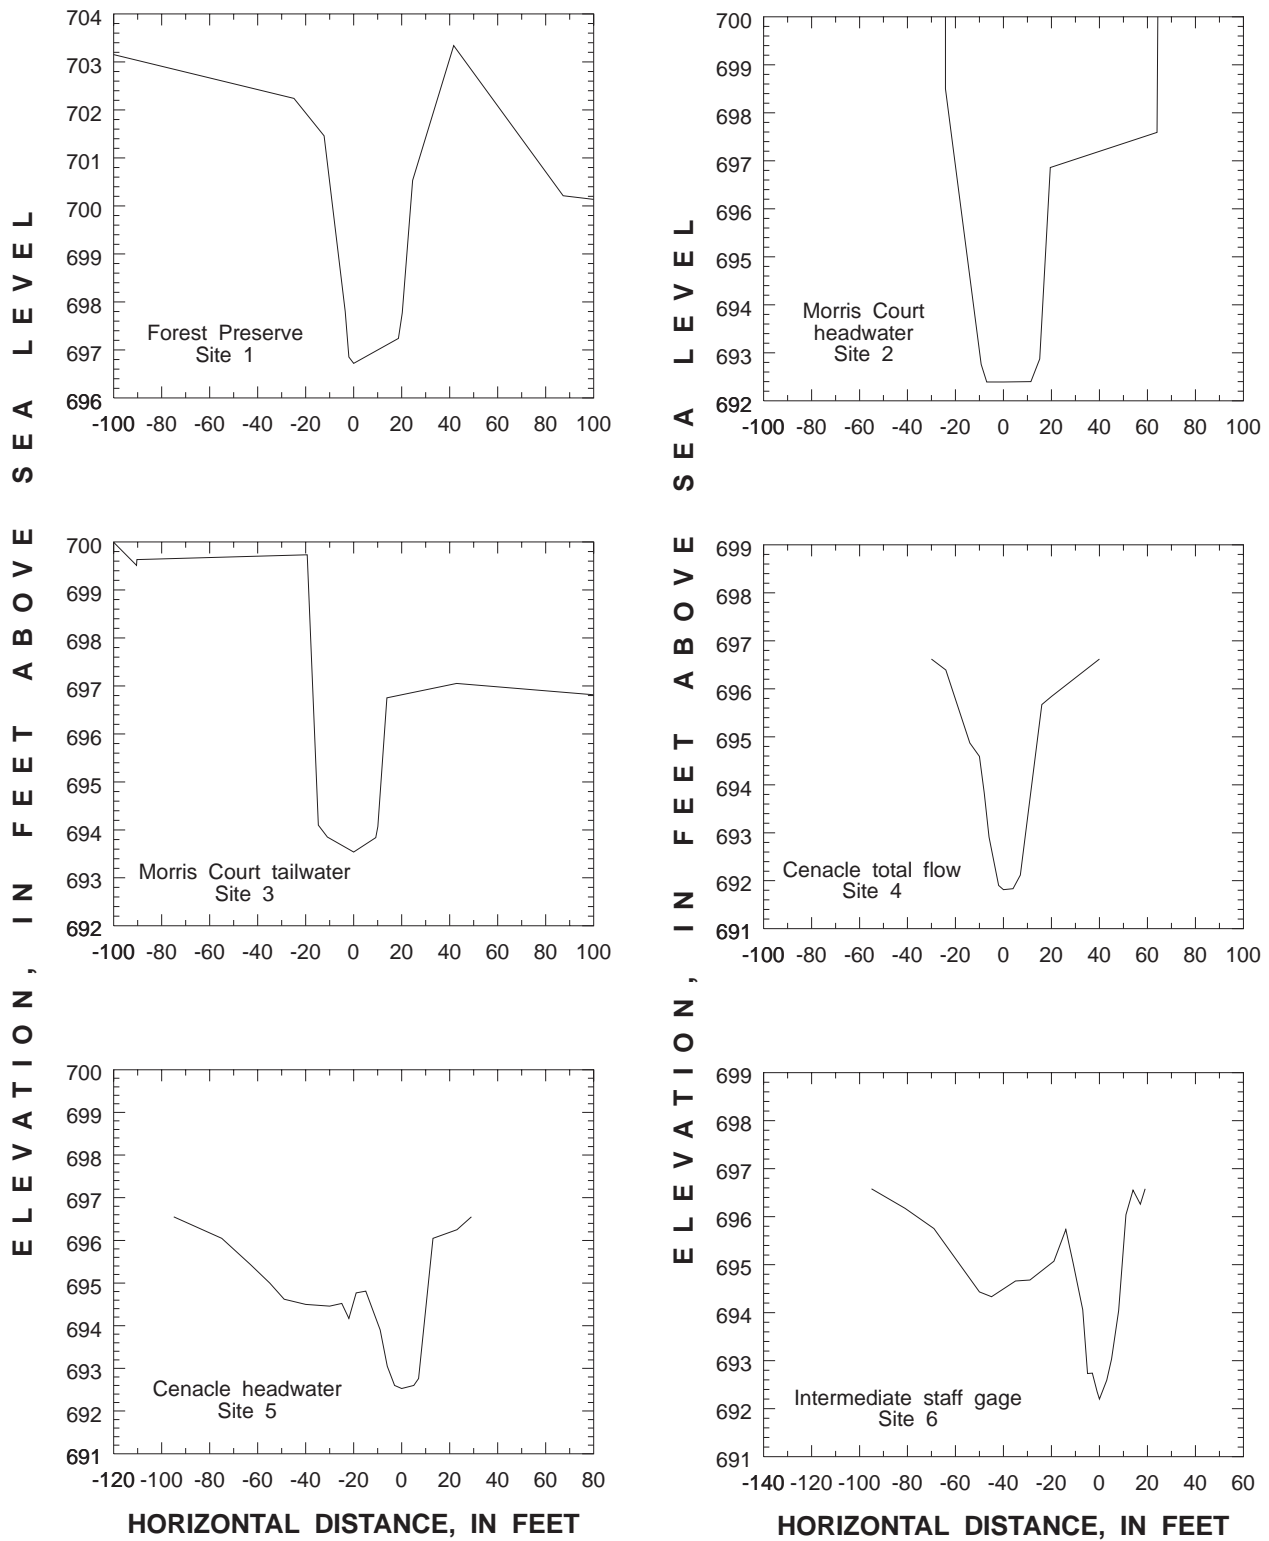 ELEVATION, IN FEET ABOVE SEA LEVEL
704
703
702
701
700
699
698
697
696
Forest Preserve
Site 1
-100 -80 -60 -40 -20 0 20 40 60 80 100
ELEVATION, IN FEET ABOVE SEA LEVEL
700
699
698
697
696
695
694
693
692
Morris Court
headwater
Site 2
-100 -80 -60 -40 -20 0 20 40 60 80 100
700
699
698
697
696
695
694
693
692
Morris Court tailwater
Site 3
-100 -80 -60 -40 -20 0 20 40 60 80 100
699
698
697
696
695
694
693
692
691
Cenacle total flow
Site 4
-100 -80 -60 -40 -20 0 20 40 60 80 100
700
699
698
697
696
695
694
693
692
691
Cenacle headwater
Site 5
-120 -100 -80 -60 -40 -20 0 20 40 60 80
HORIZONTAL DISTANCE, IN FEET
699
698
697
696
695
694
693
692
691
Intermediate staff gage
Site 6
-140 -120 -100 -80 -60 -40 -20 0 20 40 60
HORIZONTAL DISTANCE, IN FEET